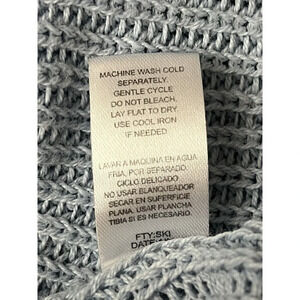 MACHINE WASH COLD
SEPARATELY.
GENTLE CYCLE
DO NOT BLEACH.
LAY FLAT TO DRY.
USE COOL IRON
IF NEEDED
LAVAR A MAQUINA EN AGUA
FRIA, POR SEPARADO.
CICLO DELICADO
NO USAR BLANQUEADOR
SECAR EN SUPERFICIE
PLANA. USAR PLANCHA
TIBIA SI ES NECESARIO.
FTY:SKI